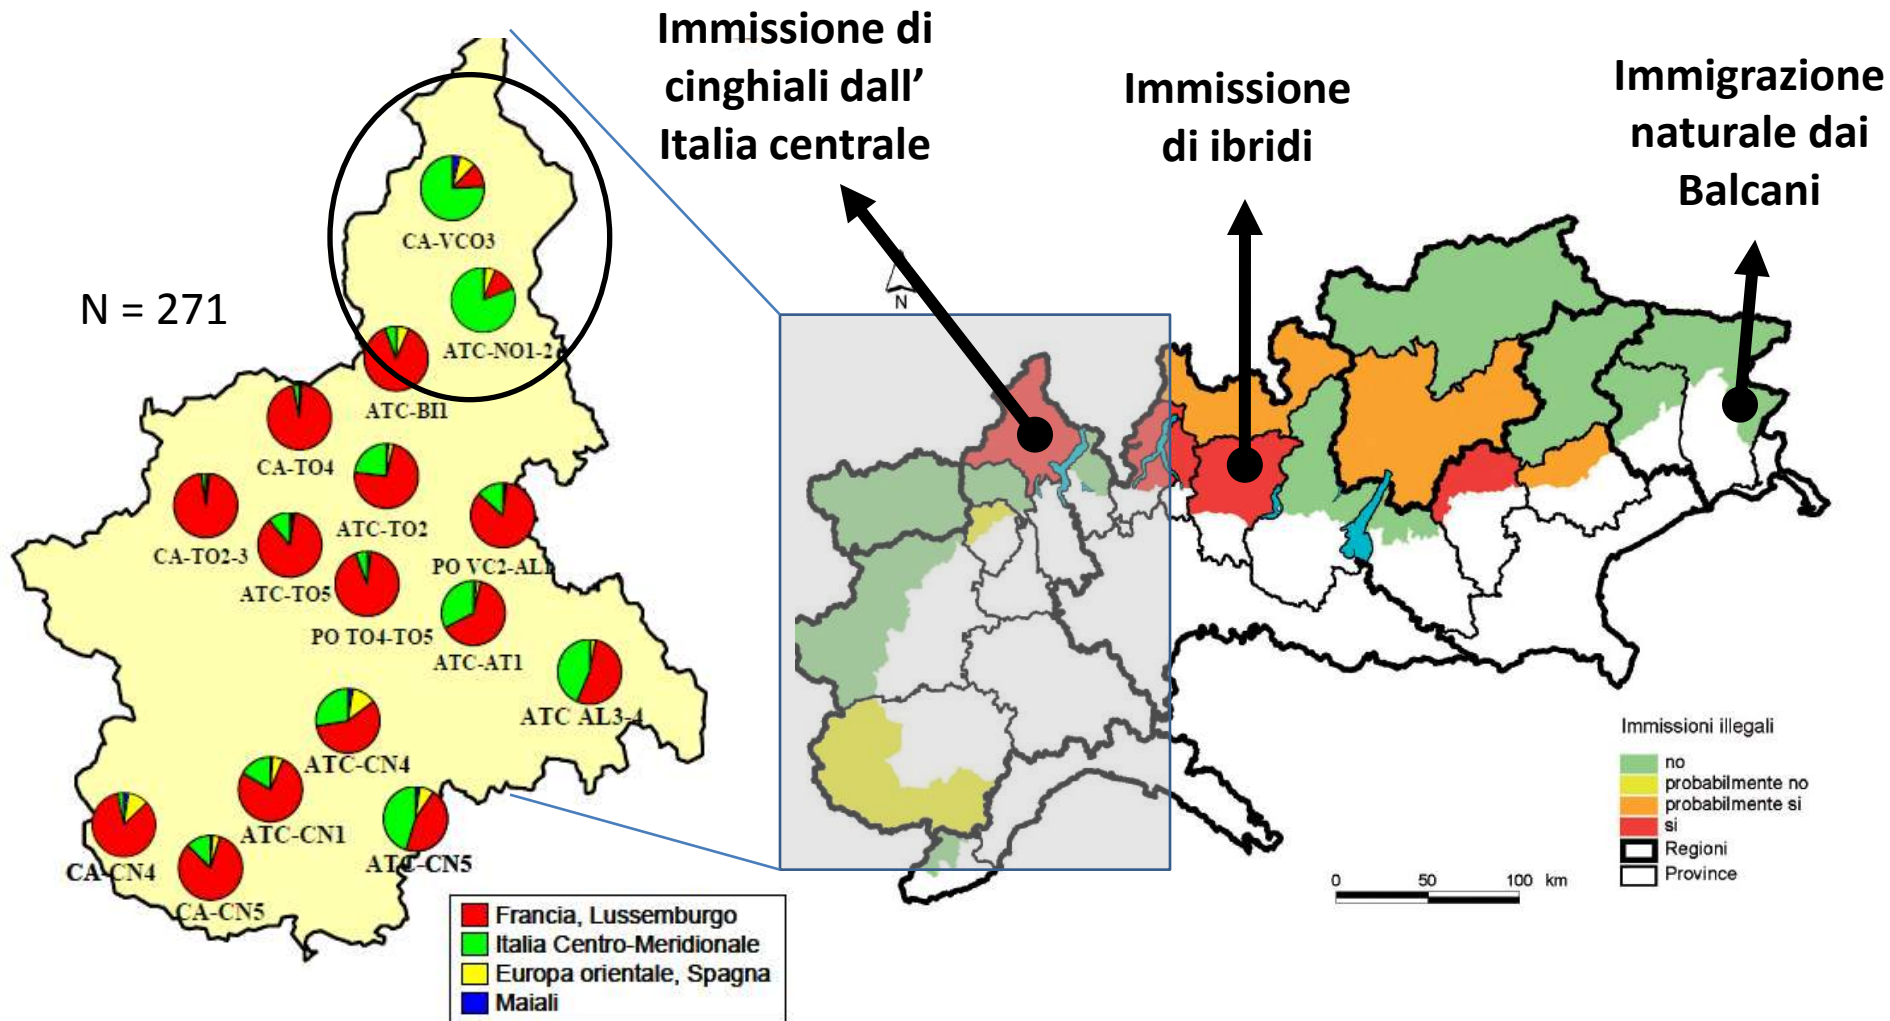 Immissione di
cinghiali dall'
Italia centrale
Immissione
di ibridi
Immigrazione
naturale dai
Balcani
N = 271
CA-VCO3
ATC-NO1-2
ATC-BI1
CA-TO4
ATC-TO2
CA-TO2-3
PO VC2-AL1
ATC-TO5
PO TO4-TO5
ATC-AT1
ATC AL3-4
ATC-CN4
ATC-CN1
ATC-CN5
CA-CN4
CA-CN5
Francia, Lussemburgo
Italia Centro-Meridionale
Europa orientale, Spagna
Maiali
N
Immissioni illegali
no
probabilmente no
probabilmente si
si
Regioni
Province
0 50 100 km